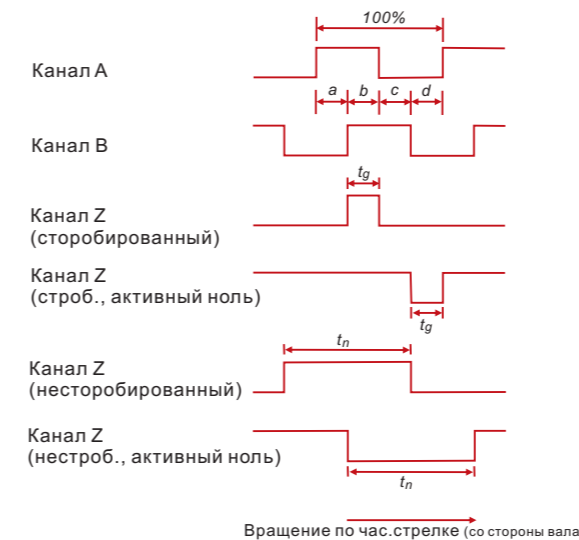 100%
Канал A
a b c d
Канал B
tg
Канал Z
(сторобированный)
Канал Z
(строб., активный ноль)
tg
tn
Канал Z
(несторобированный)
Канал Z
(нестроб., активный ноль)
tn
Вращение по час.стрелке (со стороны вала